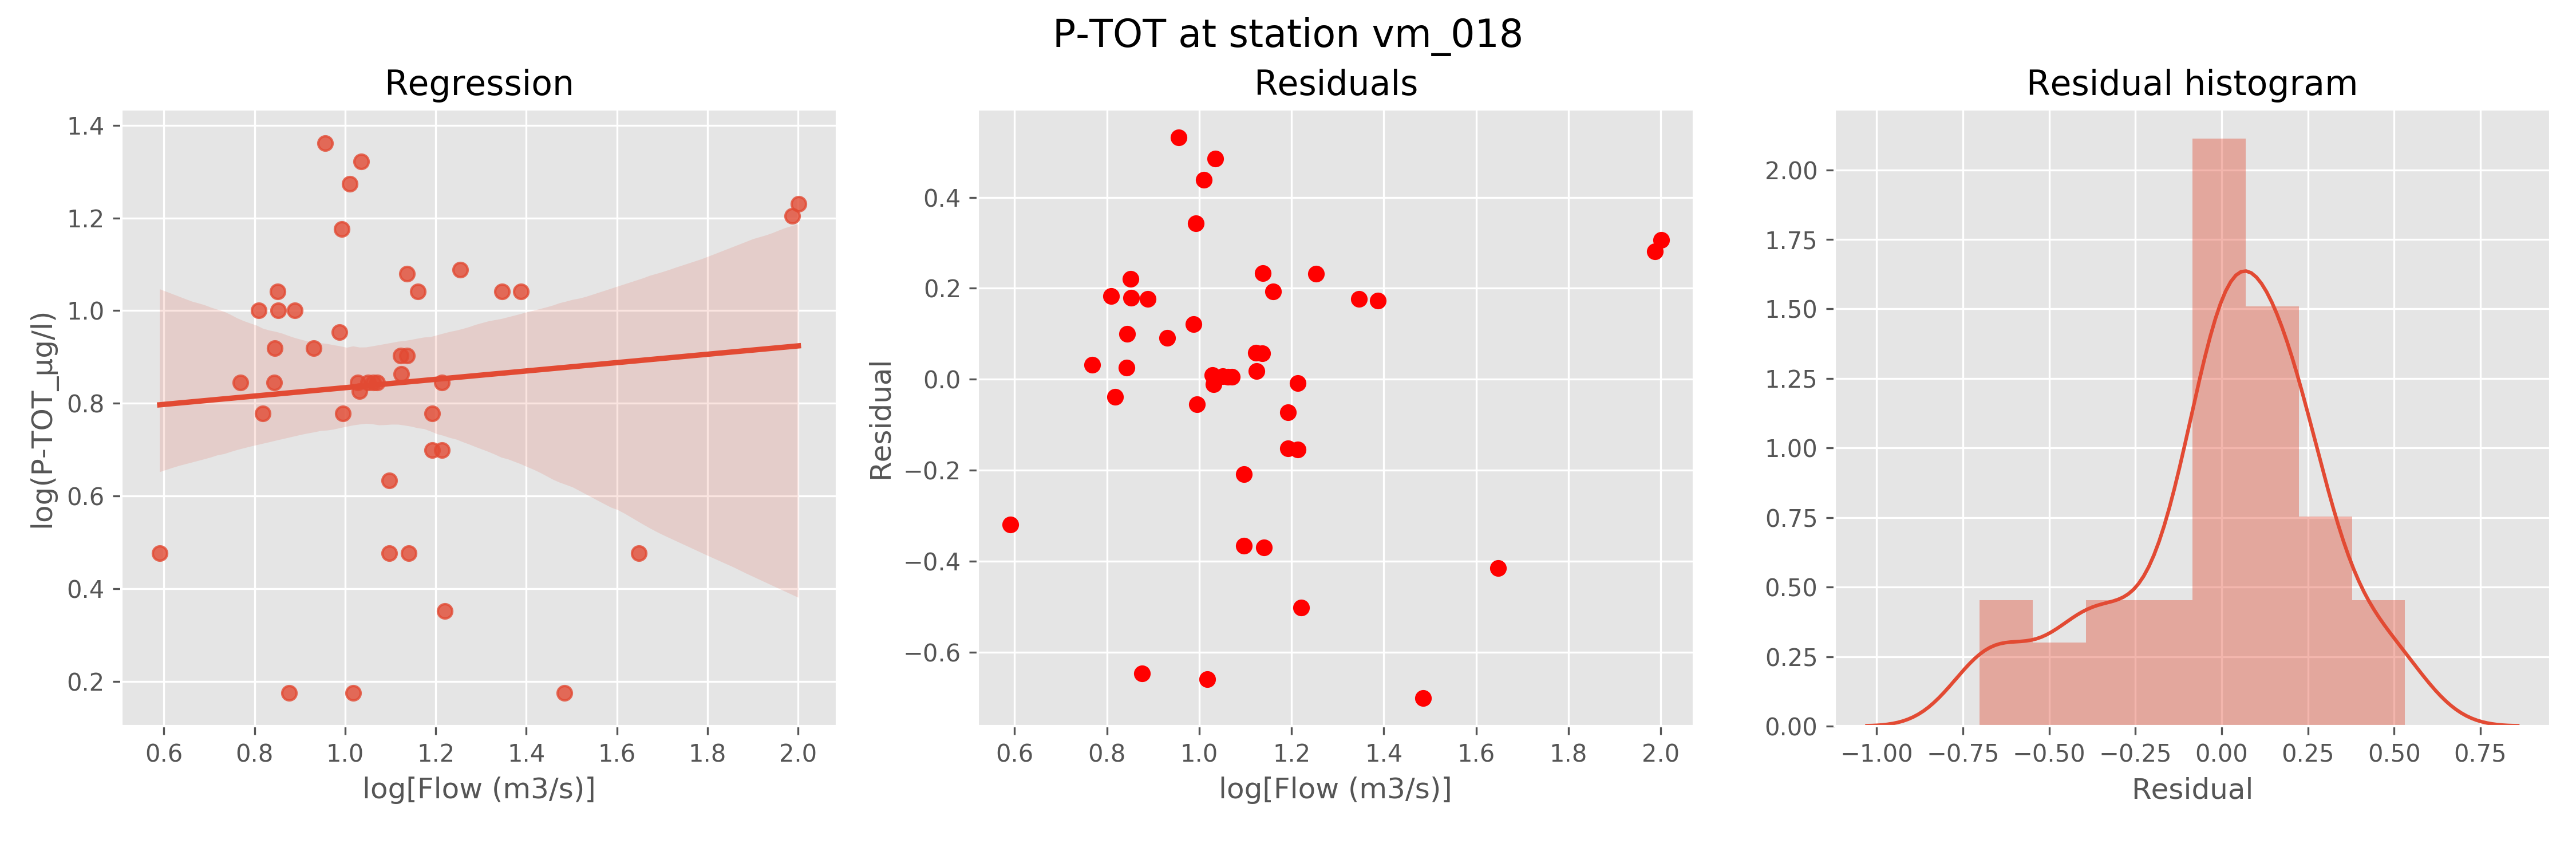 P-TOT at station vm_018
Regression
1.4
1.2
1.0
0.8
0.6
0.4
0.2
log(P-TOT_µg/l)
0.6 0.8 1.0 1.2 1.4 1.6 1.8 2.0
log[Flow (m3/s)]
Residuals
0.4
0.2
0.0
−0.2
−0.4
−0.6
Residual
0.6 0.8 1.0 1.2 1.4 1.6 1.8 2.0
log[Flow (m3/s)]
Residual histogram
2.00
1.75
1.50
1.25
1.00
0.75
0.50
0.25
0.00
−1.00 −0.75 −0.50 −0.25 0.00 0.25 0.50 0.75
Residual